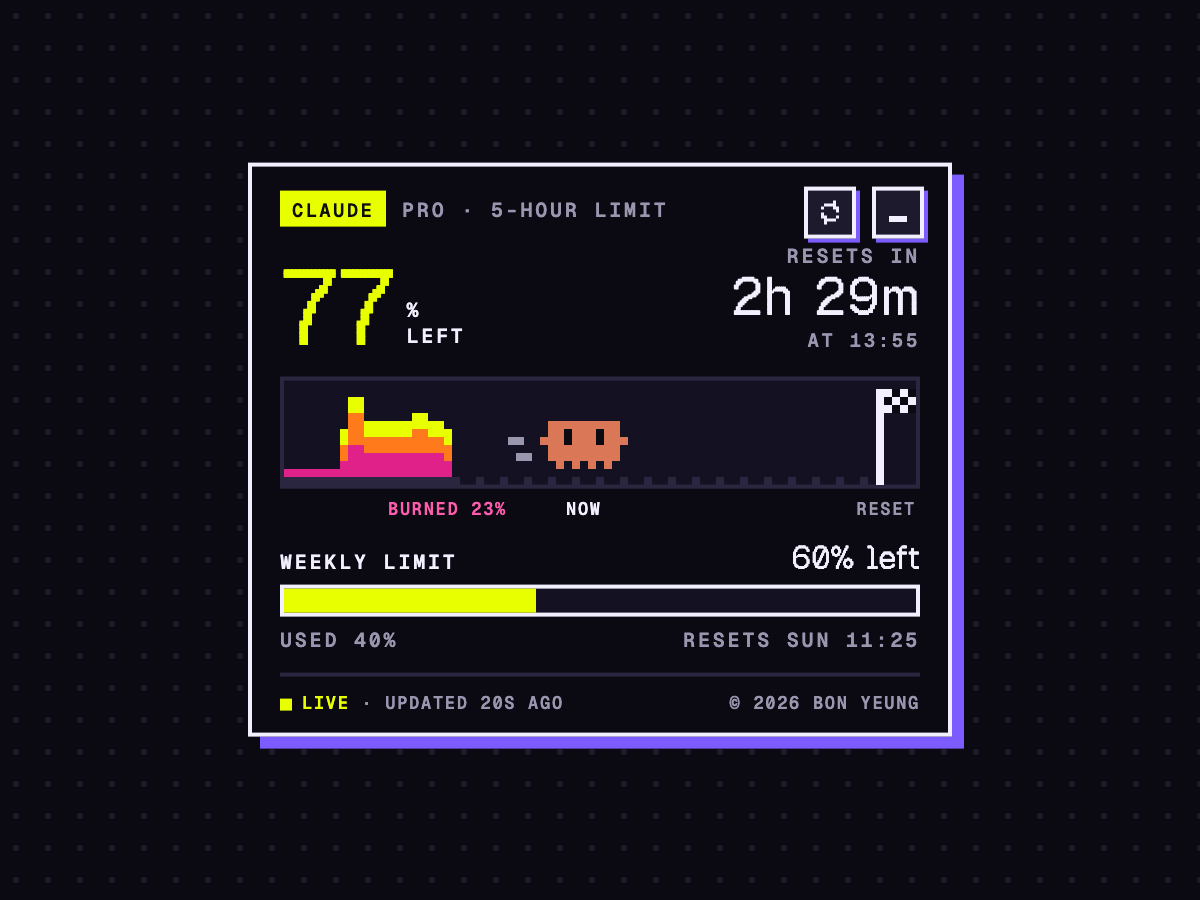 CLAUDE PRO · 5-HOUR LIMIT
RESETS IN
77 % LEFT
2h 29m
AT 13:55
BURNED 23% NOW RESET
WEEKLY LIMIT 60% left
USED 40% RESETS SUN 11:25
LIVE · UPDATED 20S AGO © 2026 BON YEUNG